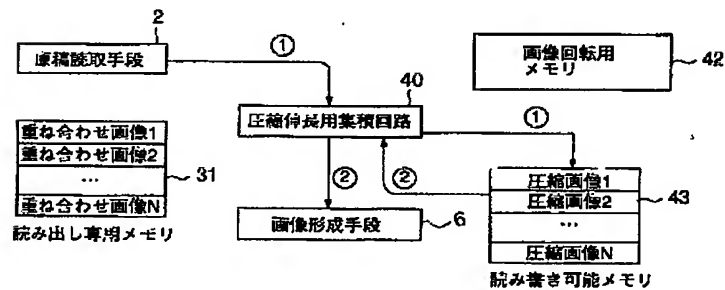 2
原稿読取手段
①
画像回転用
メモリ
42
40
圧縮伸長用集積回路
①
重ね合わせ画像1
重ね合わせ画像2
…
重ね合わせ画像N
31
読み出し専用メモリ
②
②
画像形成手段
6
圧縮画像1
圧縮画像2
…
圧縮画像N
43
読み書き可能メモリ